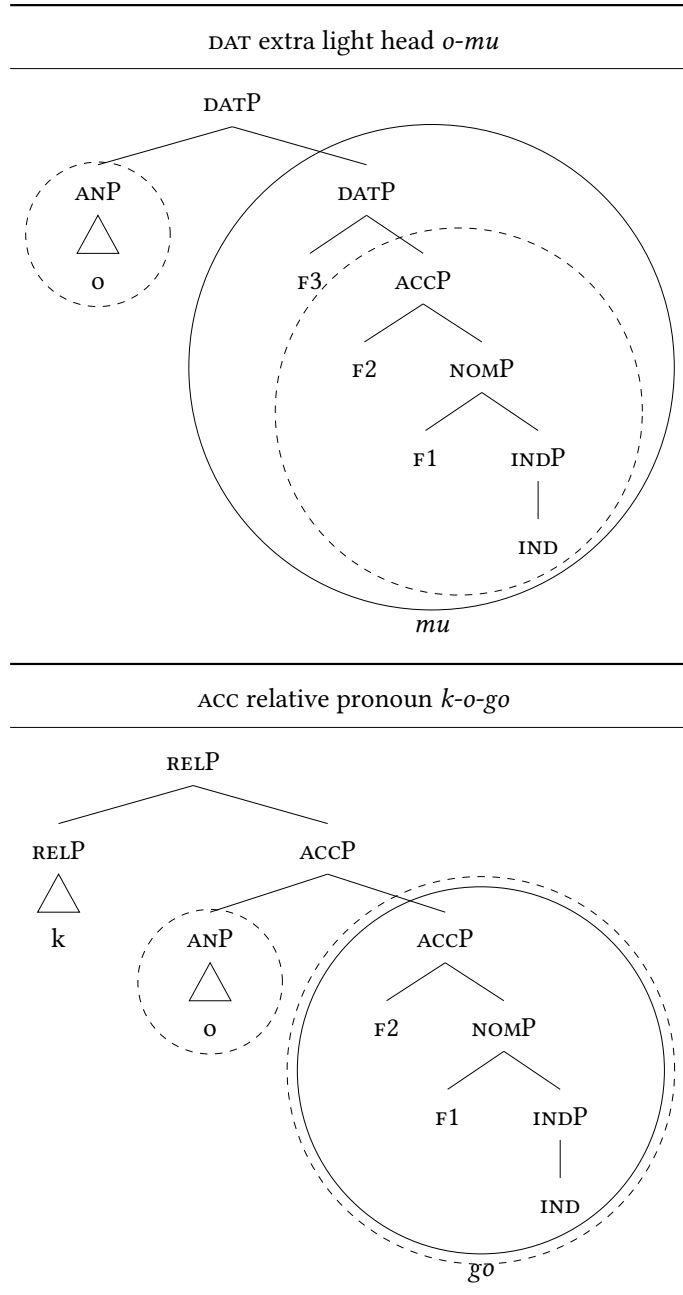 DAT extra light head o-mu
DATP
ANP DATP
o F3 ACCP
F2 NOMP
F1 INDP
IND
mu
ACC relative pronoun k-o-go
RELP
RELP ACCP
k ANP ACCP
o F2 NOMP
F1 INDP
IND
go